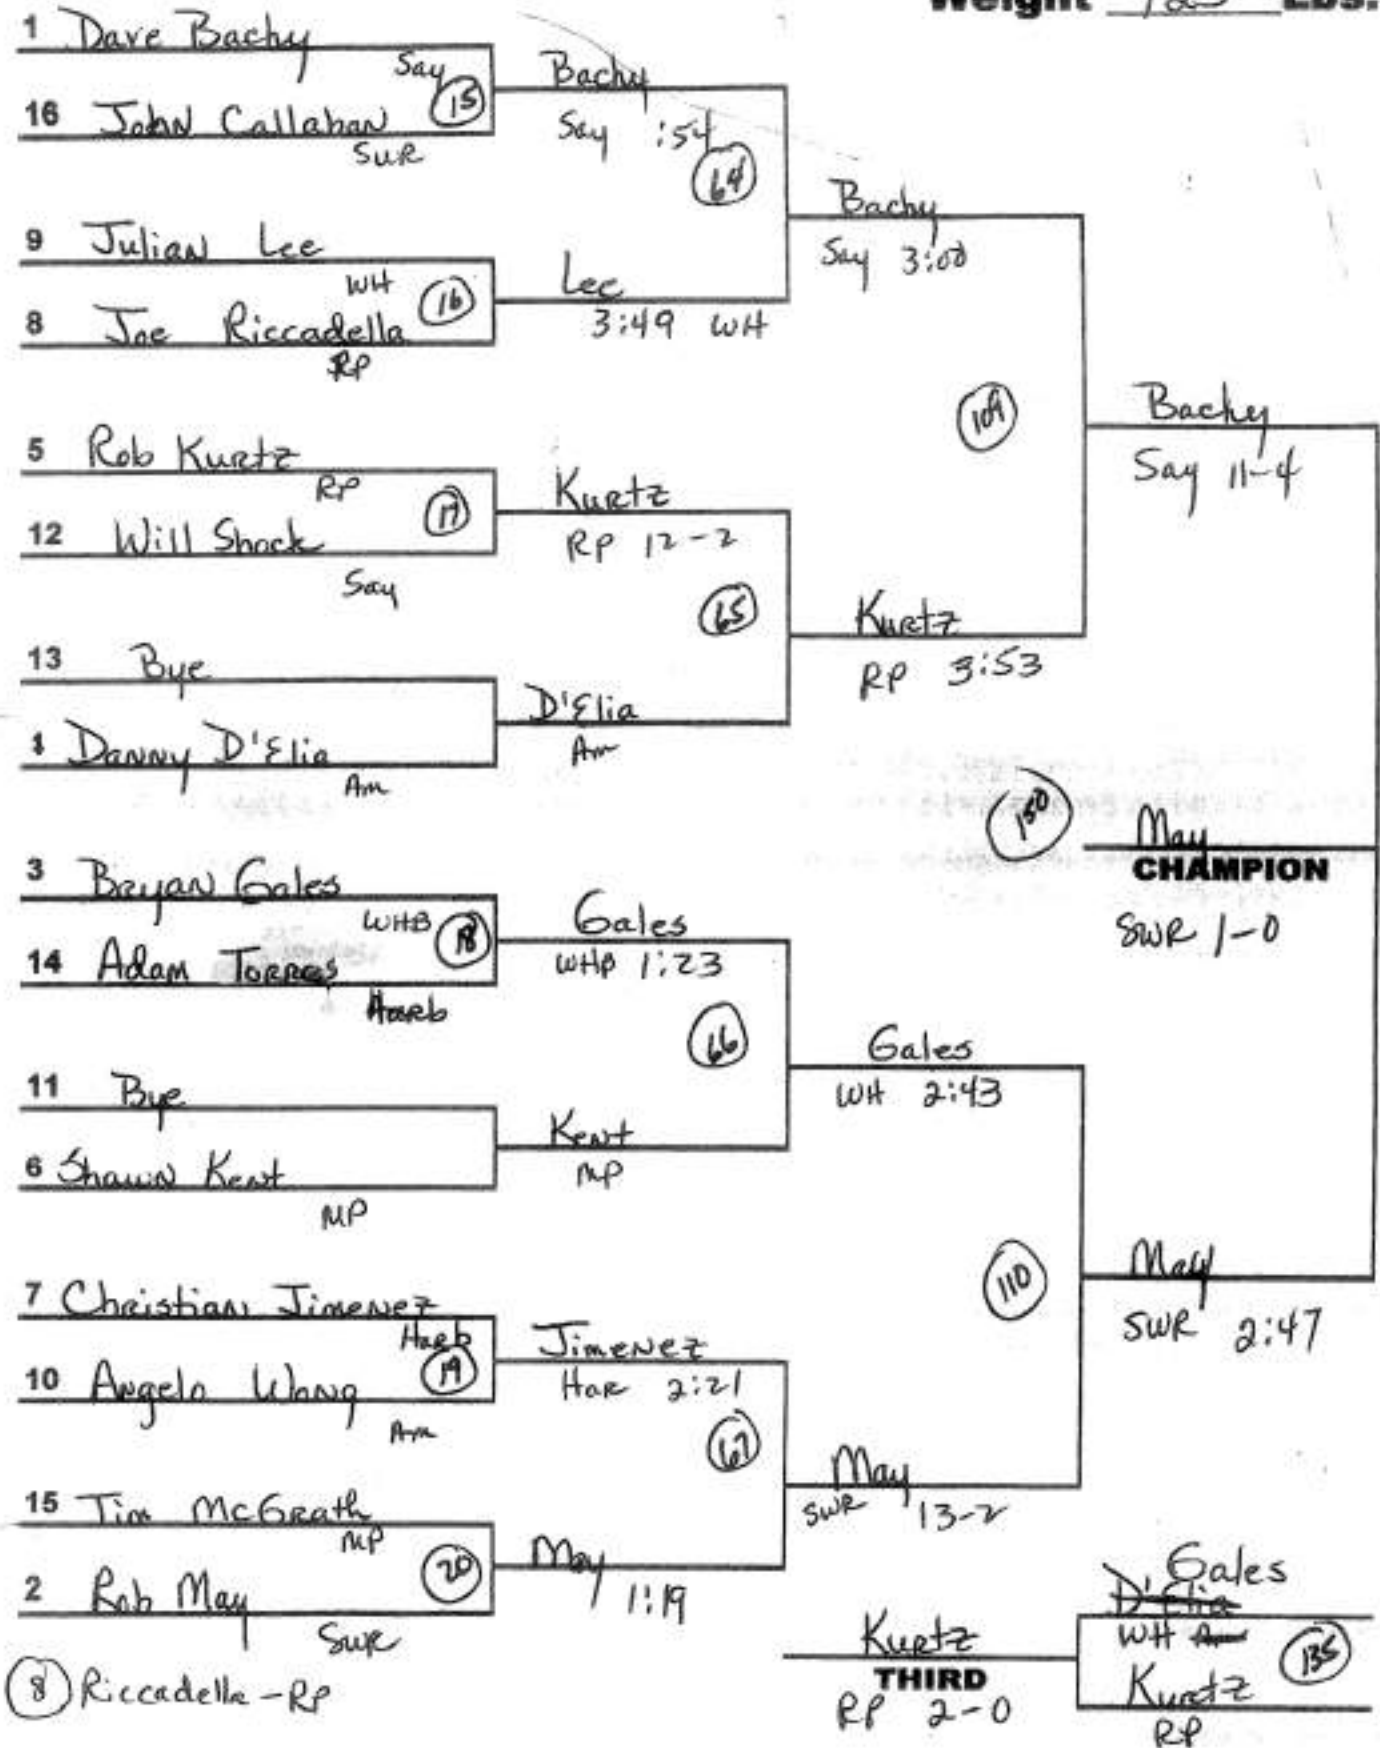 Weight Lbs.
1 Dave Bachy
Say
15
16 John Callahan
SWR
Bachy
Say :54
64
9 Julian Lee
WH
16
8 Joe Riccadella
RP
Lee
3:49 WH
Bachy
Say 3:00
5 Rob Kurtz
RP
17
12 Will Shock
Say
Kurtz
RP 12-2
65
13 Bye
Danny D'Elia
Am
D'Elia
Am
Kurtz
RP 3:53
109
Bachy
Say 11-4
3 Bryan Gales
WHB
18
14 Adam Torres
Harb
Gales
WHB 1:23
66
11 Bye
6 Shawn Kent
MP
Kent
MP
Gales
WH 2:43
150
May
CHAMPION
SWR 1-0
7 Christian Jimenez
Harb
19
10 Angelo Wong
Am
Jimenez
Har 2:21
67
15 Tim McGrath
MP
20
2 Rob May
SWR
May
1:19
May
SWR 13-2
110
May
SWR 2:47
8 Riccadella - RP
Gales
D'Elia
WH Am
135
Kurtz
RP
Kurtz
THIRD
RP 2-0